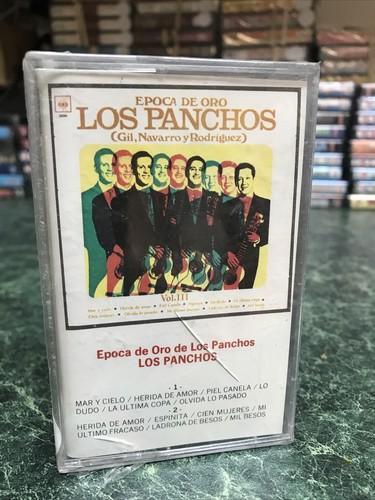 CBS
EPOCA DE ORO
LOS PANCHOS
(Gil, Navarro y Rodríguez)
Vol.III
Epoca de Oro de Los Panchos
LOS PANCHOS
- 1 -
MAR Y CIELO / HERIDA DE AMOR / PIEL CANELA / LO
DUDO / LA ULTIMA COPA / OLVIDA LO PASADO
- 2 -
HERIDA DE AMOR / ESPINITA / CIEN MUJERES / MI
ULTIMO FRACASO / LADRONA DE BESOS / MIL BESOS